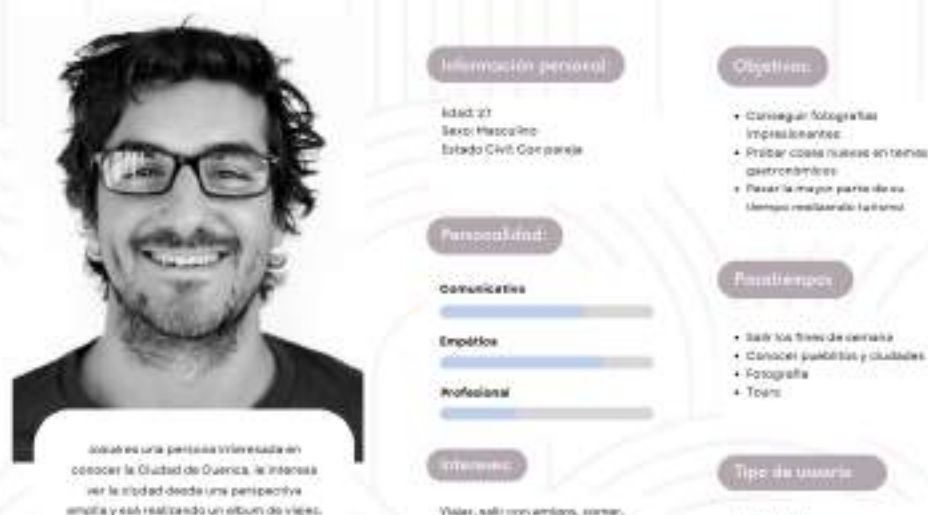 Información personal:
Edad: 27
Sexo: Masculino
Estado Civil: Con pareja
Personalidad:
Comunicativo
Empático
Profesional
Intereses:
Viajar, salir con amigos, comer,
Objetivos:
• Conseguir fotografías
impresionantes
• Probar cosas nuevas en temas
gastronómicos
• Pasar la mayor parte de su
tiempo realizando turismo
Pasatiempos
• Salir los fines de semana
• Conocer pueblitos y ciudades
• Fotografía
• Tours
Tipo de usuario
es una persona interesada en
conocer la Ciudad de Cuenca, le interesa
ver la ciudad desde una perspectiva
amplia y está realizando un album de viajes.